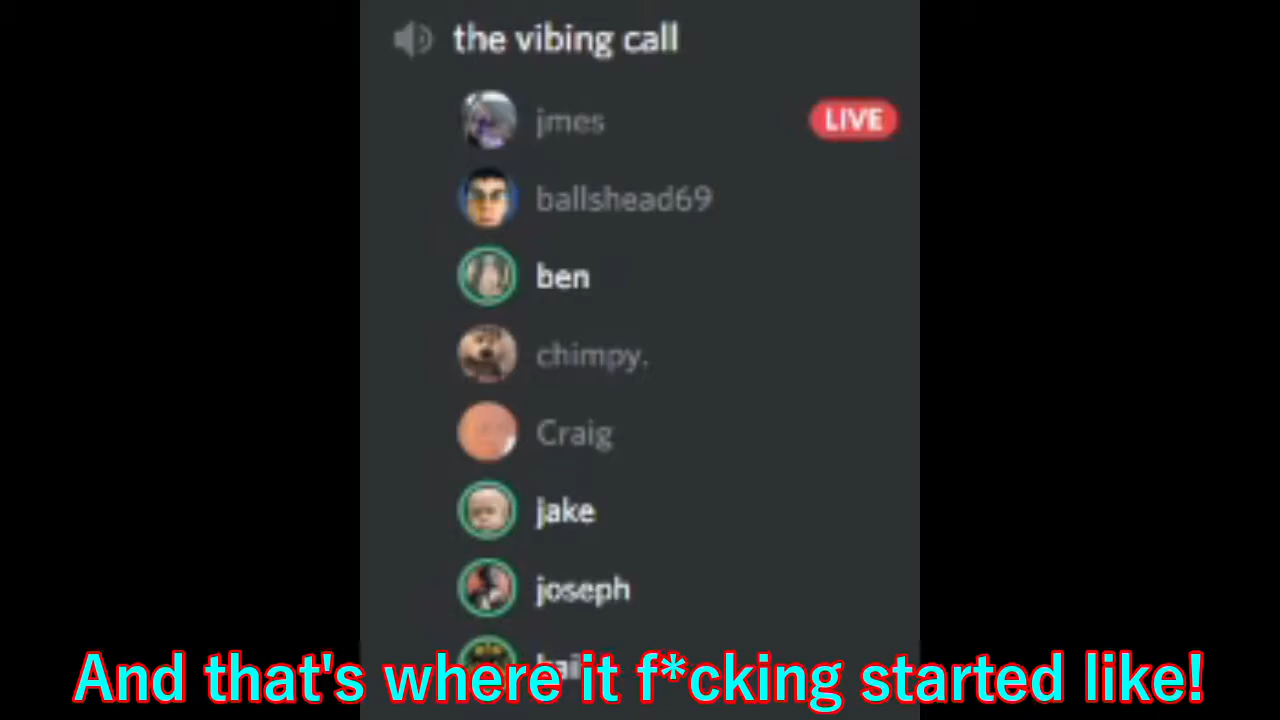 the vibing call
jmes
LIVE
ballshead69
ben
chimpy.
Craig
jake
joseph
And that's where it f*cking started like!